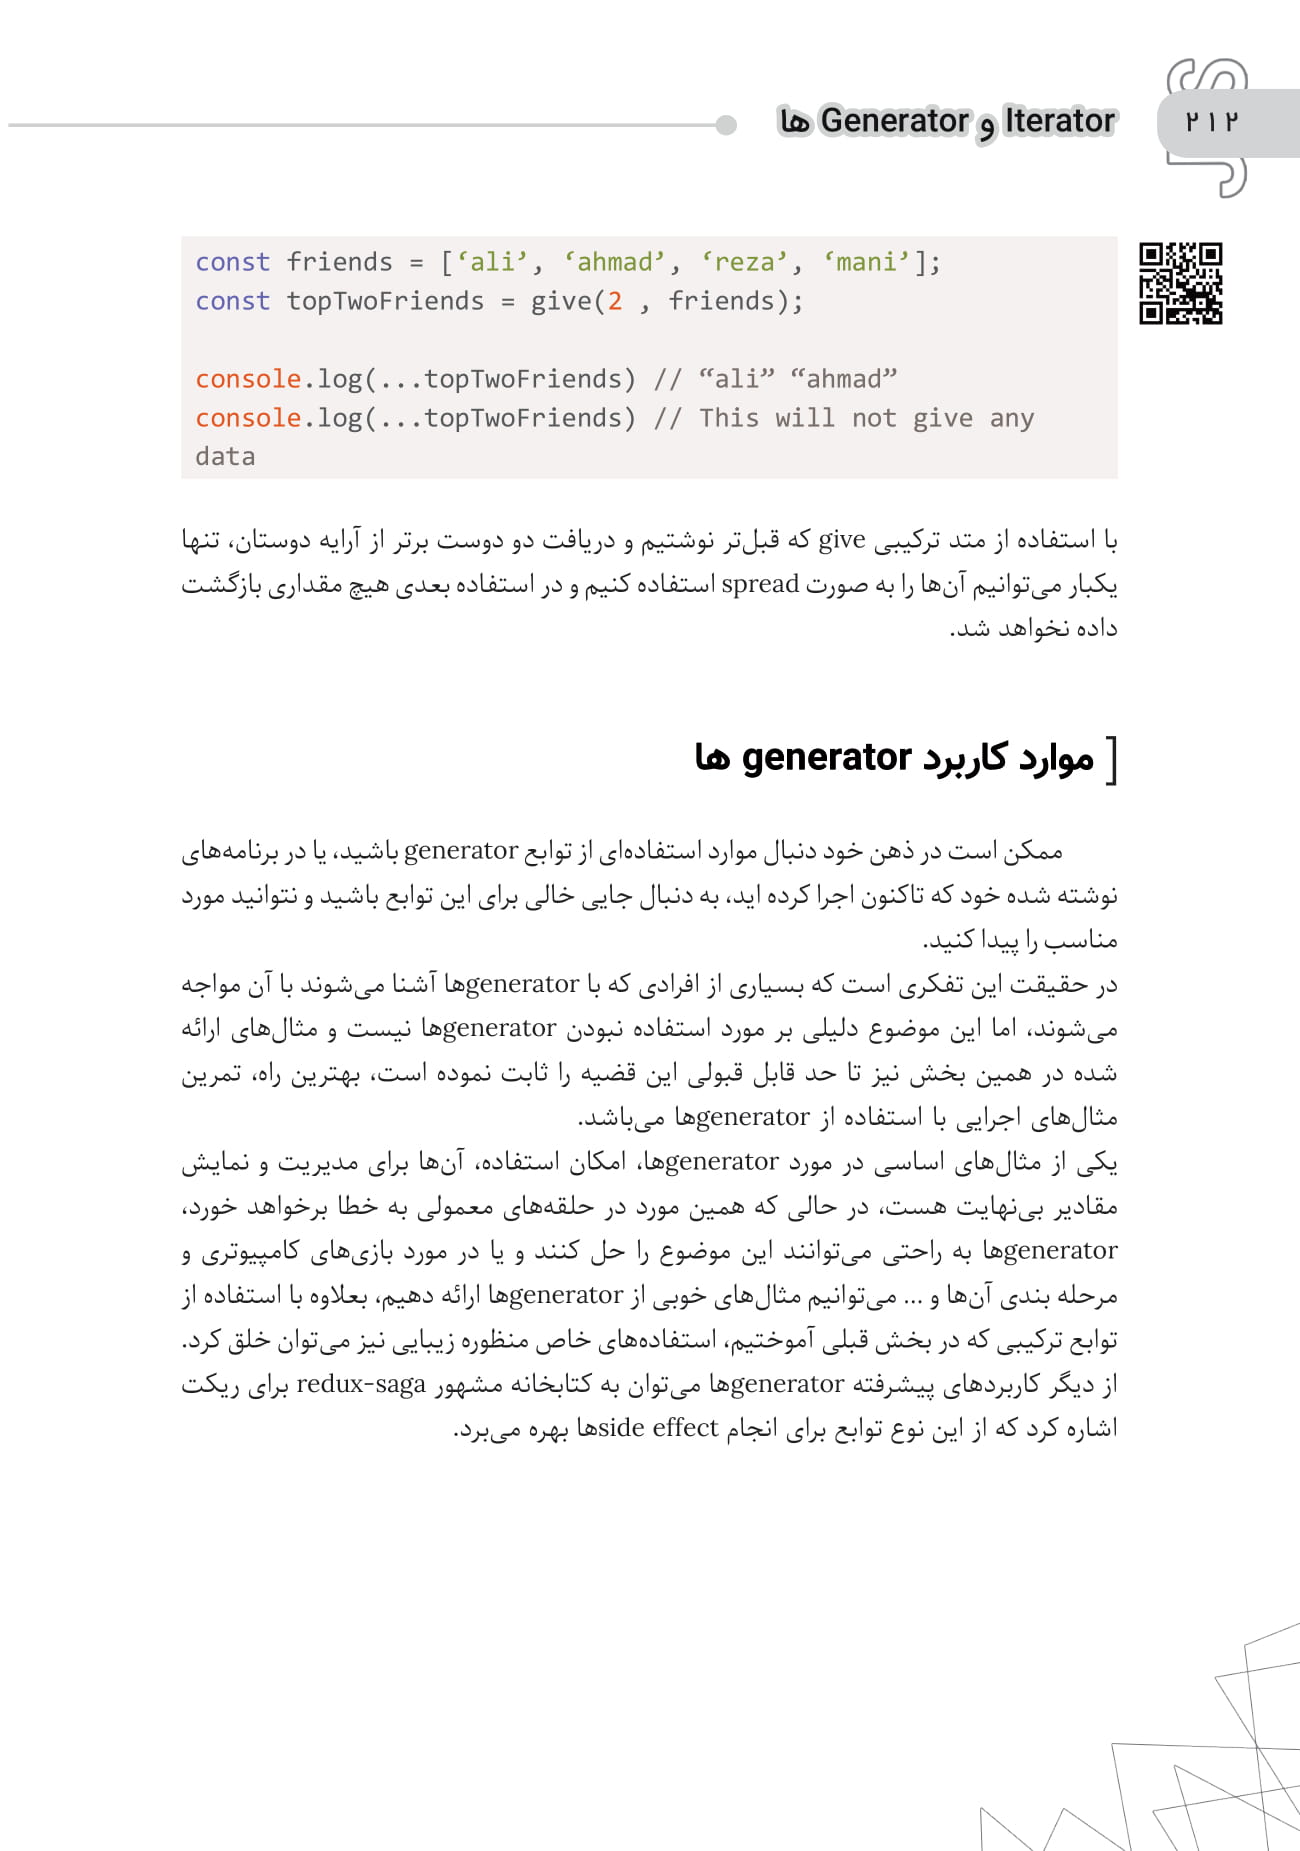 ۲۱۲
Iterator و Generator ها
const friends = [‘ali’, ‘ahmad’, ‘reza’, ‘mani’];
const topTwoFriends = give(2 , friends);
console.log(...topTwoFriends) // “ali” “ahmad”
console.log(...topTwoFriends) // This will not give any
data
با استفاده از متد ترکیبی give که قبل‌تر نوشتیم و دریافت دو دوست برتر از آرایه دوستان، تنها
یکبار می‌توانیم آن‌ها را به صورت spread استفاده کنیم و در استفاده بعدی هیچ مقداری بازگشت
داده نخواهد شد.
[ موارد کاربرد generator ها
ممکن است در ذهن خود دنبال موارد استفاده‌ای از توابع generator باشید، یا در برنامه‌های
نوشته شده خود که تاکنون اجرا کرده اید، به دنبال جایی خالی برای این توابع باشید و نتوانید مورد
مناسب را پیدا کنید.
در حقیقت این تفکری است که بسیاری از افرادی که با generatorها آشنا می‌شوند با آن مواجه
می‌شوند، اما این موضوع دلیلی بر مورد استفاده نبودن generatorها نیست و مثال‌های ارائه
شده در همین بخش نیز تا حد قابل قبولی این قضیه را ثابت نموده است، بهترین راه، تمرین
مثال‌های اجرایی با استفاده از generatorها می‌باشد.
یکی از مثال‌های اساسی در مورد generatorها، امکان استفاده، آن‌ها برای مدیریت و نمایش
مقادیر بی‌نهایت هست، در حالی که همین مورد در حلقه‌های معمولی به خطا برخواهد خورد،
generatorها به راحتی می‌توانند این موضوع را حل کنند و یا در مورد بازی‌های کامپیوتری و
مرحله بندی آن‌ها و ... می‌توانیم مثال‌های خوبی از generatorها ارائه دهیم، بعلاوه با استفاده از
توابع ترکیبی که در بخش قبلی آموختیم، استفاده‌های خاص منظوره زیبایی نیز می‌توان خلق کرد.
از دیگر کاربردهای پیشرفته generatorها می‌توان به کتابخانه مشهور redux-saga برای ریکت
اشاره کرد که از این نوع توابع برای انجام side effectها بهره می‌برد.